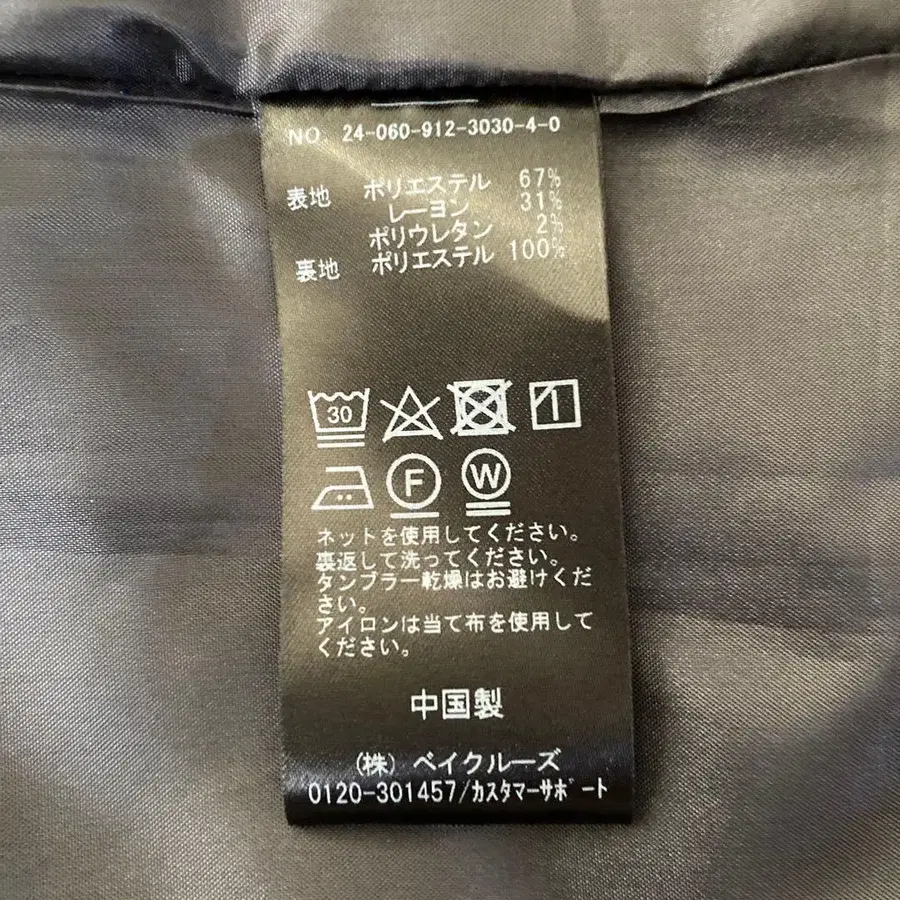 NO. 24-060-912-3030-4-0
表地 ポリエステル 67%
レーヨン 31%
ポリウレタン 2%
裏地 ポリエステル 100%
30
F W
ネットを使用してください。
裏返して洗ってください。
タンブラー乾燥はお避けくだ
さい。
アイロンは当て布を使用して
ください。
中国製
(株) ベイクルーズ
0120-301457/カスタマーサポート